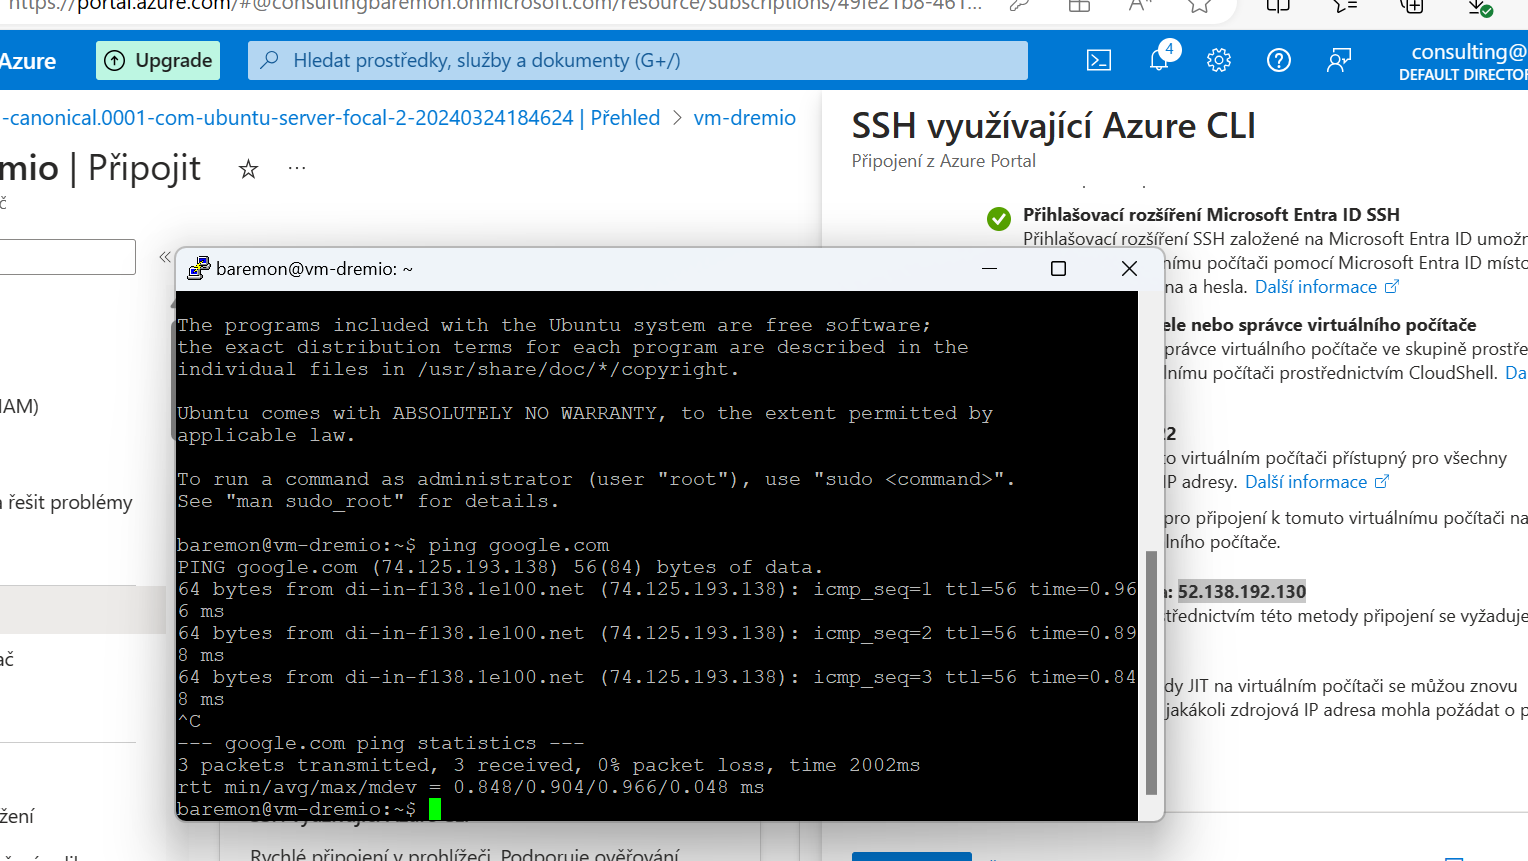 https://portal.azure.com/#@consultingbaremon.onmicrosoft.com/resource/subscriptions/49fe21b8-461...
Azure
Upgrade
Hledat prostředky, služby a dokumenty (G+/)
4
consulting@
DEFAULT DIRECTOR
-canonical.0001-com-ubuntu-server-focal-2-20240324184624 | Přehled > vm-dremio
mio | Připojit
č
SSH využívající Azure CLI
Připojení z Azure Portal
Přihlašovací rozšíření Microsoft Entra ID SSH
Přihlašovací rozšíření SSH založené na Microsoft Entra ID umožn
nímu počítači pomocí Microsoft Entra ID místo
na a hesla. Další informace
ele nebo správce virtuálního počítače
právce virtuálního počítače ve skupině prostře
lnímu počítači prostřednictvím CloudShell. Da
22
to virtuálním počítači přístupný pro všechny
IP adresy. Další informace
pro připojení k tomuto virtuálnímu počítači na
lního počítače.
a: 52.138.192.130
střednictvím této metody připojení se vyžaduje
dy JIT na virtuálním počítači se můžou znovu
jakákoli zdrojová IP adresa mohla požádat o p
IAM)
řešit problémy
ač
žení
baremon@vm-dremio: ~
The programs included with the Ubuntu system are free software;
the exact distribution terms for each program are described in the
individual files in /usr/share/doc/*/copyright.
Ubuntu comes with ABSOLUTELY NO WARRANTY, to the extent permitted by
applicable law.
To run a command as administrator (user "root"), use "sudo <command>".
See "man sudo_root" for details.
baremon@vm-dremio:~$ ping google.com
PING google.com (74.125.193.138) 56(84) bytes of data.
64 bytes from di-in-f138.1e100.net (74.125.193.138): icmp_seq=1 ttl=56 time=0.96
6 ms
64 bytes from di-in-f138.1e100.net (74.125.193.138): icmp_seq=2 ttl=56 time=0.89
8 ms
64 bytes from di-in-f138.1e100.net (74.125.193.138): icmp_seq=3 ttl=56 time=0.84
8 ms
^C
--- google.com ping statistics ---
3 packets transmitted, 3 received, 0% packet loss, time 2002ms
rtt min/avg/max/mdev = 0.848/0.904/0.966/0.048 ms
baremon@vm-dremio:~$
Rychlé připojení v prohlížeči. Podporuje ověřování